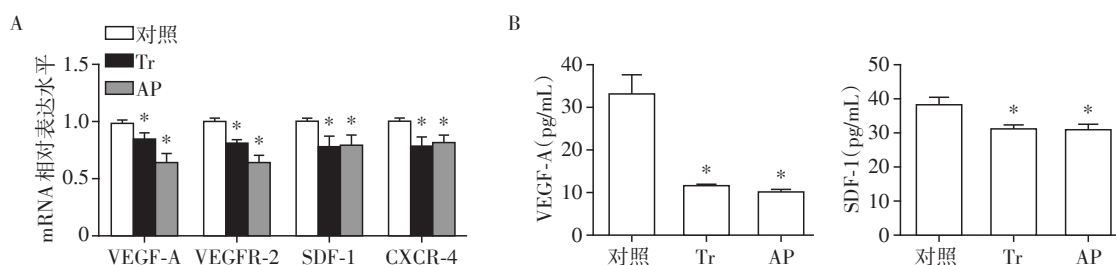 A
对照
Tr
AP
mRNA 相对表达水平
1.5
1.0
0.5
0
* * * * * * * *
VEGF-A VEGFR-2 SDF-1 CXCR-4
B
VEGF-A(pg/mL)
40
30
20
10
0
* *
对照 Tr AP
SDF-1(pg/mL)
50
40
30
20
10
0
* *
对照 Tr AP